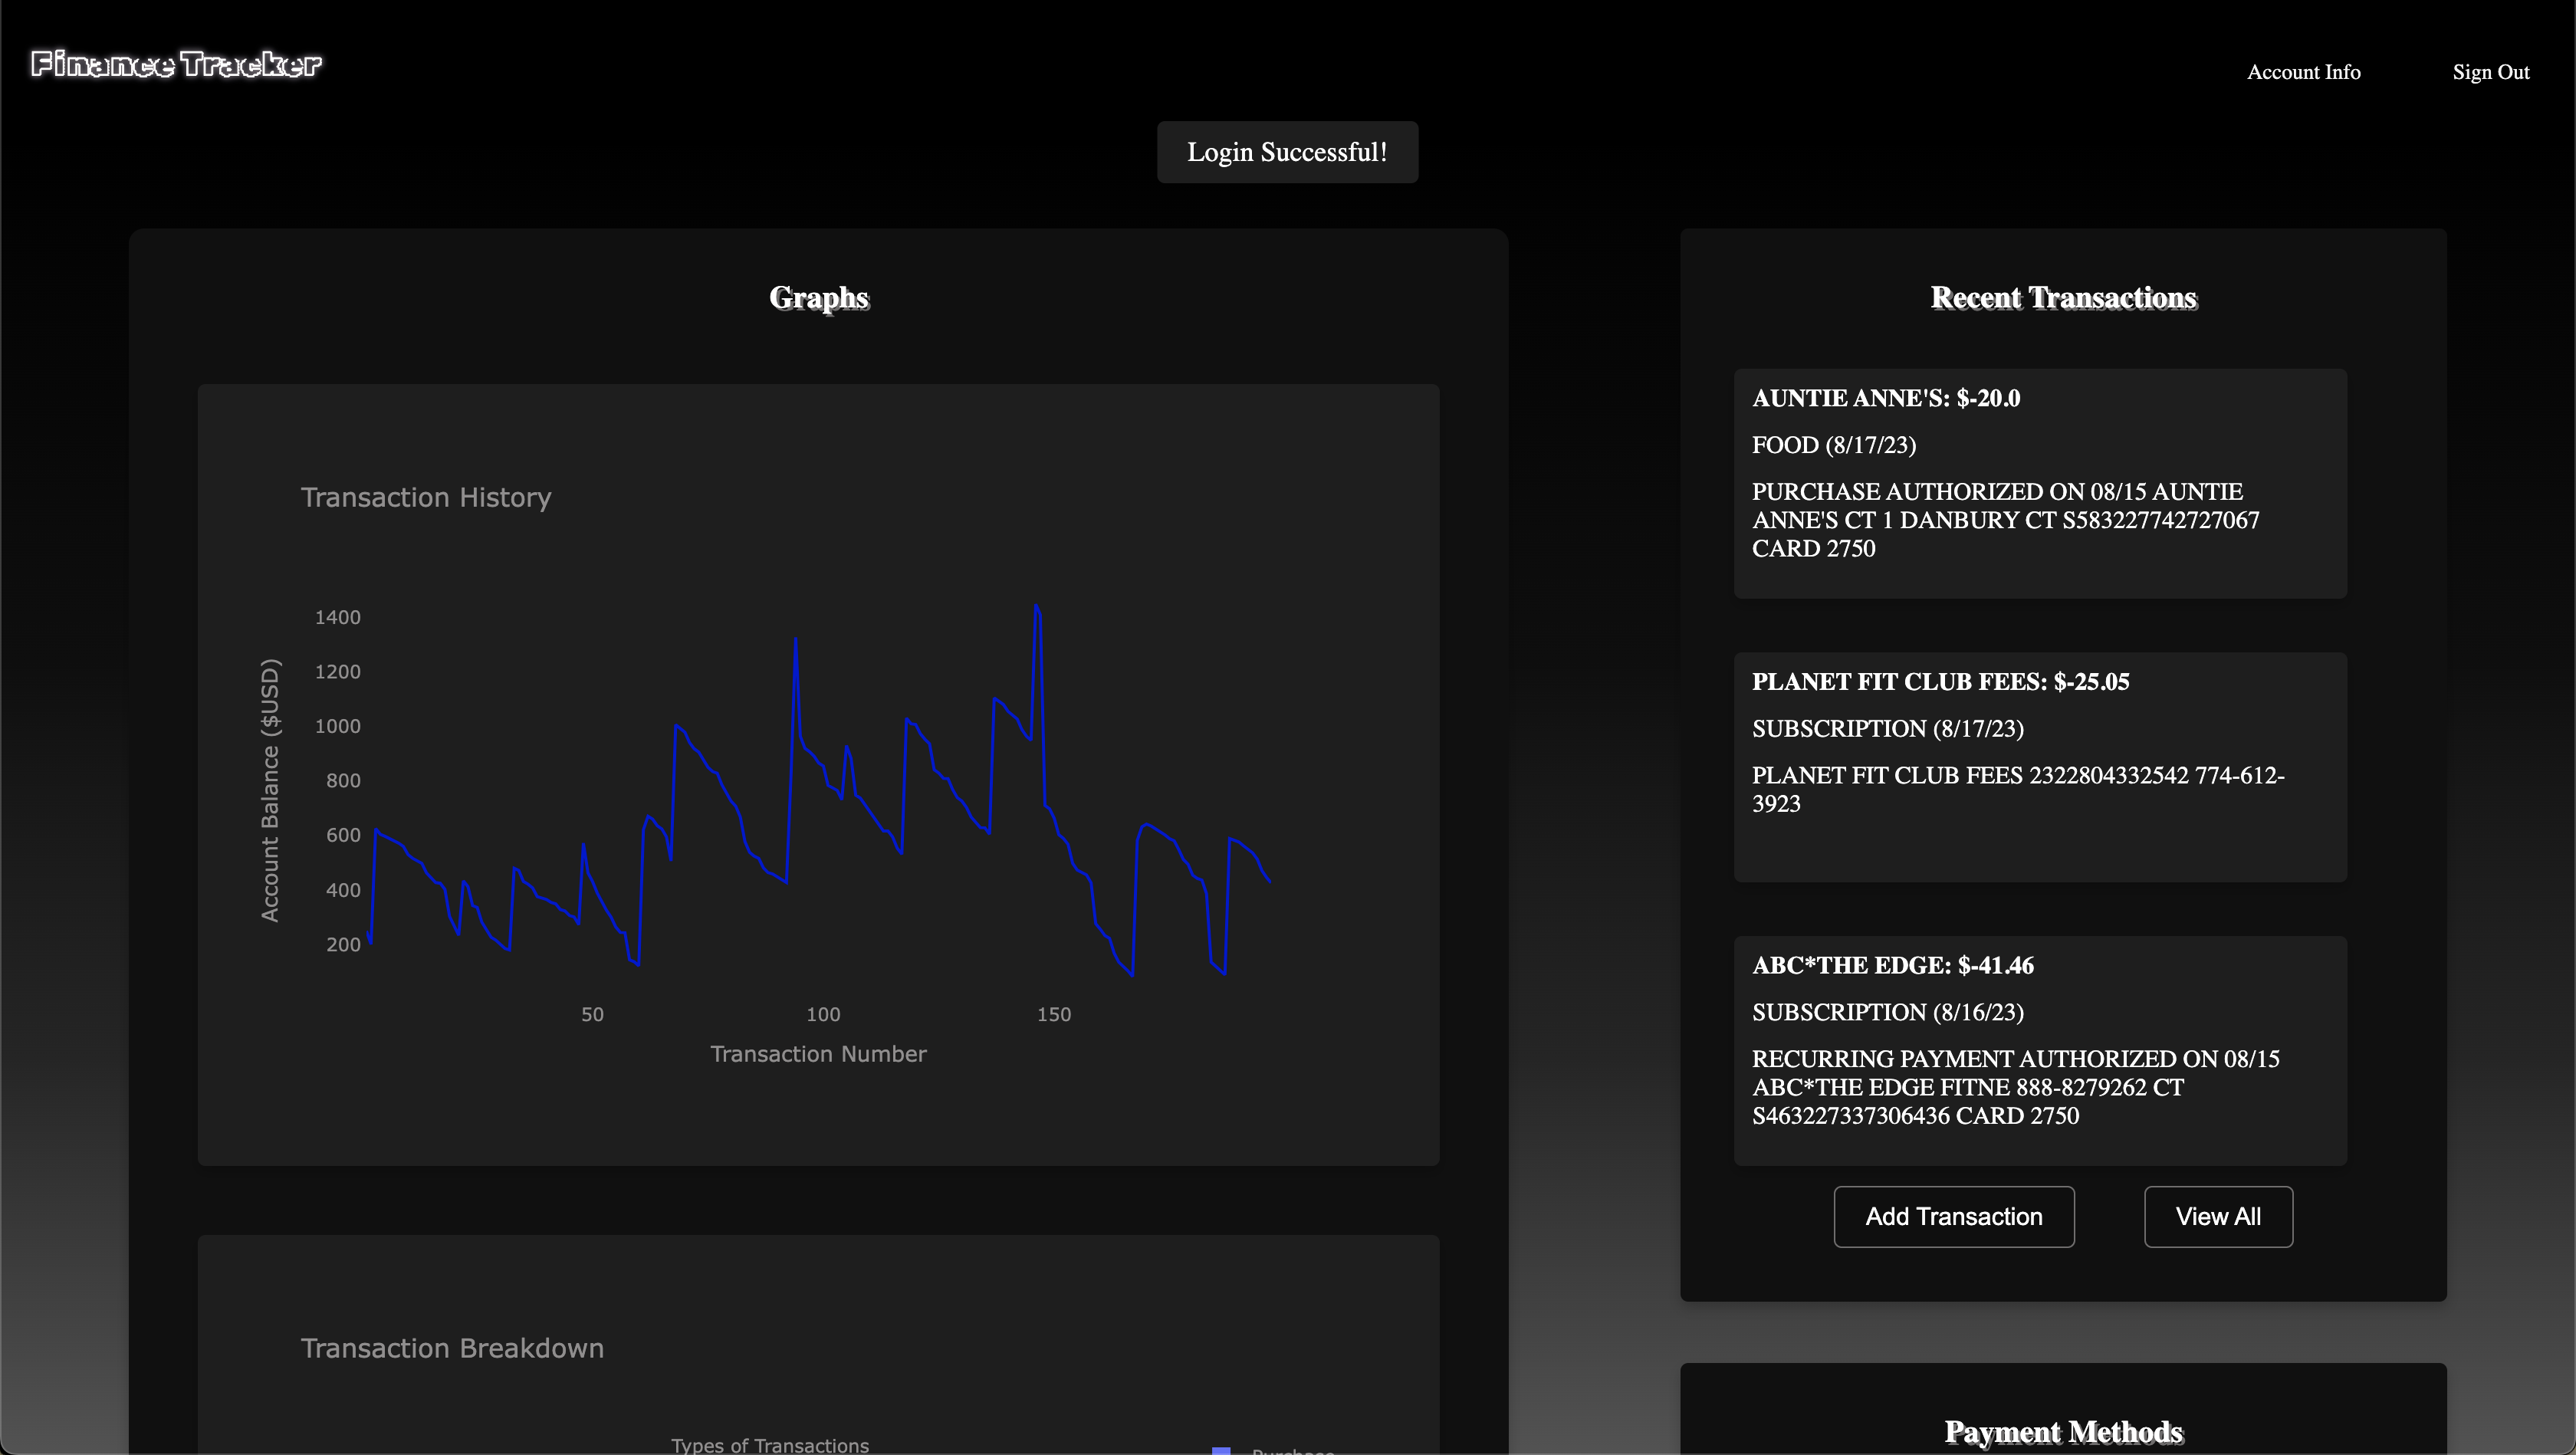 Finance Tracker
Account Info
Sign Out
Login Successful!
Graphs
Transaction History
1400
1200
1000
800
600
400
200
Account Balance ($USD)
50
100
150
Transaction Number
Transaction Breakdown
Types of Transactions
Purchase
Recent Transactions
AUNTIE ANNE'S: $-20.0
FOOD (8/17/23)
PURCHASE AUTHORIZED ON 08/15 AUNTIE
ANNE'S CT 1 DANBURY CT S583227742727067
CARD 2750
PLANET FIT CLUB FEES: $-25.05
SUBSCRIPTION (8/17/23)
PLANET FIT CLUB FEES 2322804332542 774-612-
3923
ABC*THE EDGE: $-41.46
SUBSCRIPTION (8/16/23)
RECURRING PAYMENT AUTHORIZED ON 08/15
ABC*THE EDGE FITNE 888-8279262 CT
S463227337306436 CARD 2750
Add Transaction
View All
Payment Methods